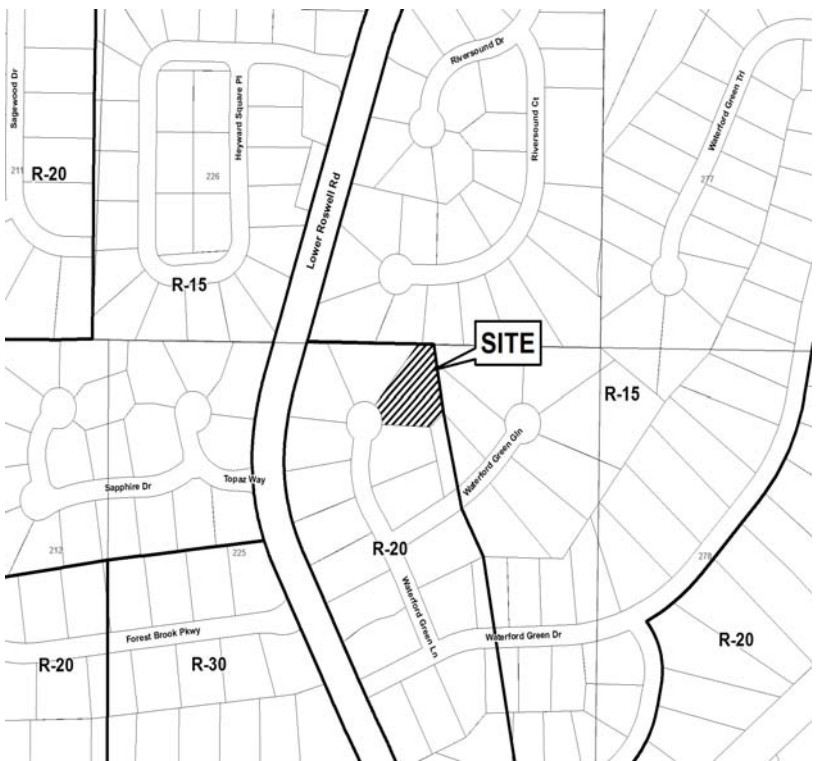 Sagewood Dr
Heyward Square Pl
Riversound Dr
Riversound Ct
Waterford Green Trl
211
R-20
226
277
Lower Roswell Rd
R-15
SITE
R-15
Sapphire Dr
Topaz Way
Waterford Green Gln
212
225
R-20
278
Forest Brook Pkwy
Waterford Green Ln
Waterford Green Dr
R-20
R-30
R-20